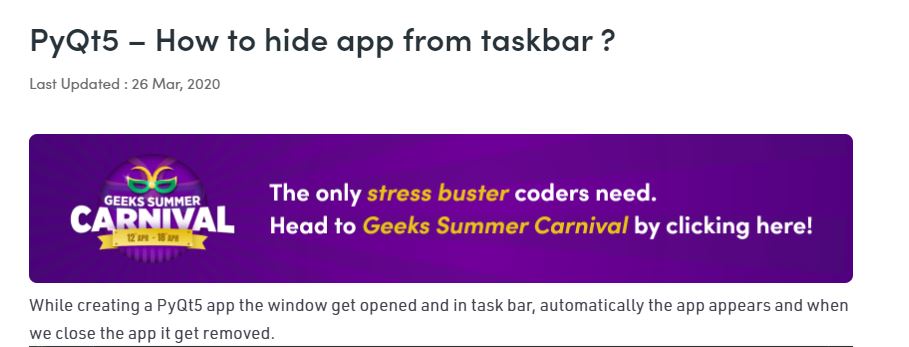 PyQt5 – How to hide app from taskbar ?
Last Updated : 26 Mar, 2020
GEEKS SUMMER
CARNIVAL
12 APR - 18 APR
The only stress buster coders need.
Head to Geeks Summer Carnival by clicking here!
While creating a PyQt5 app the window get opened and in task bar, automatically the app appears and when
we close the app it get removed.